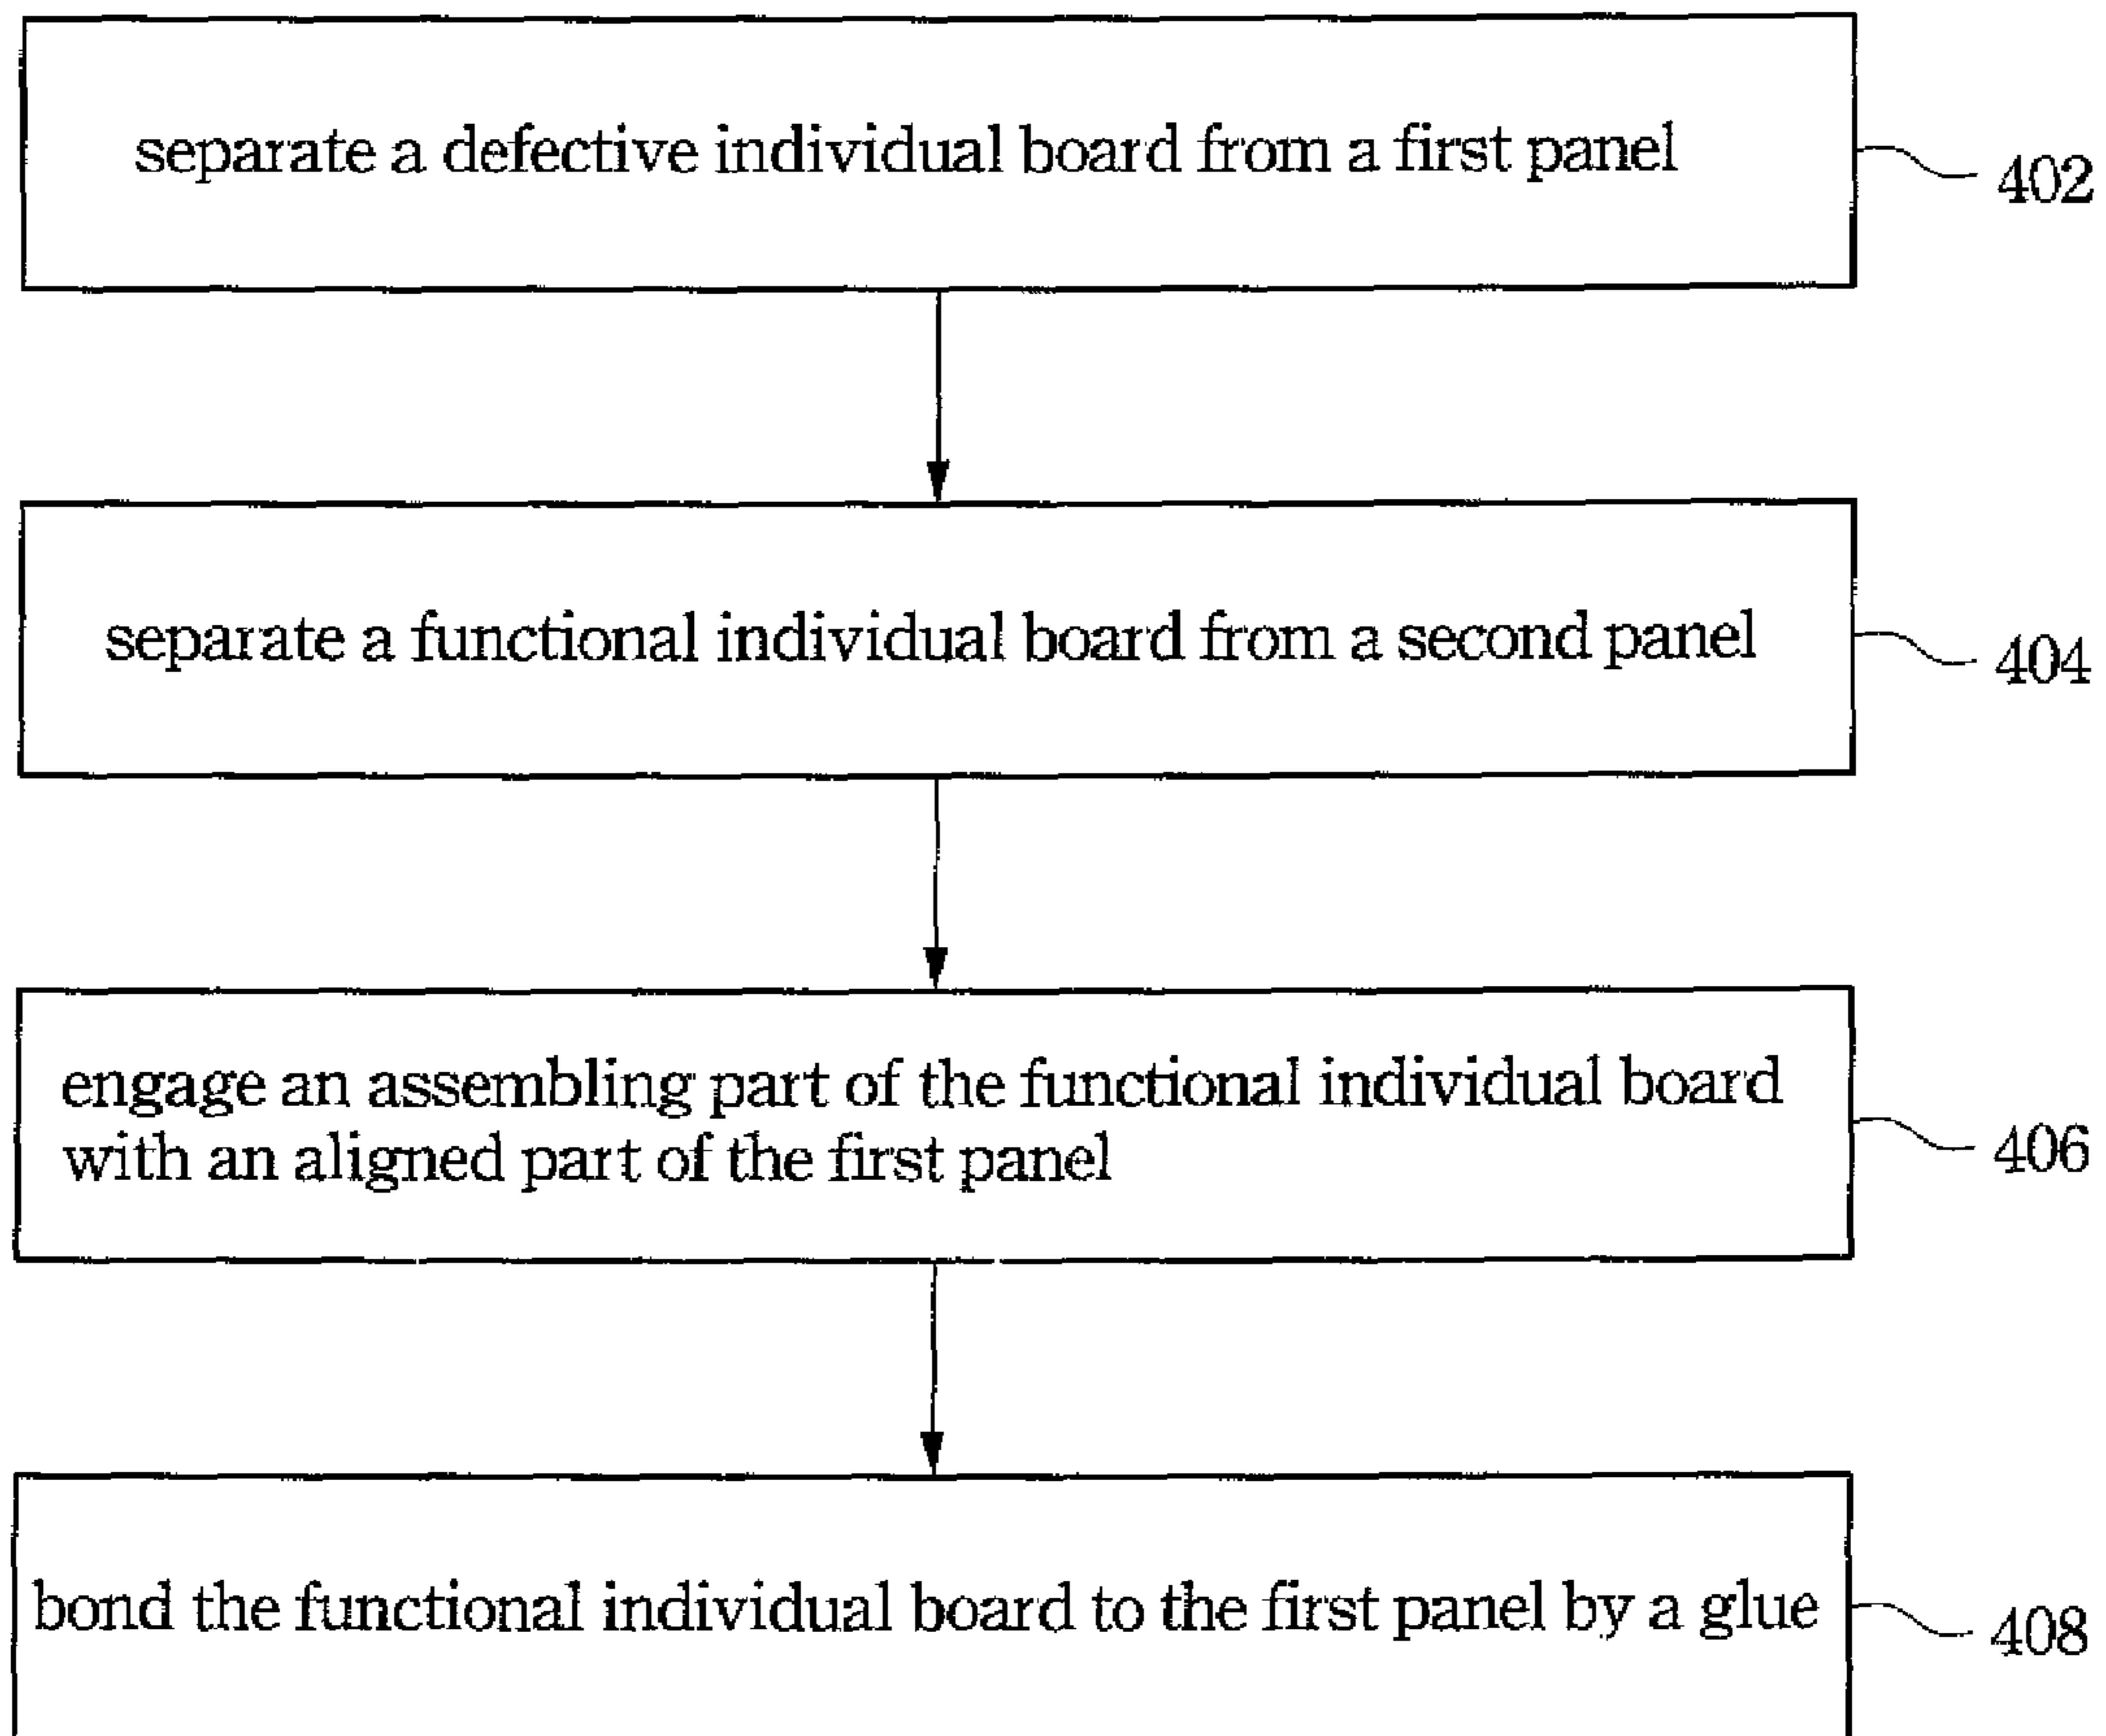 separate a defective individual board from a first panel
402
separate a functional individual board from a second panel
404
engage an assembling part of the functional individual board
with an aligned part of the first panel
406
bond the functional individual board to the first panel by a glue
408